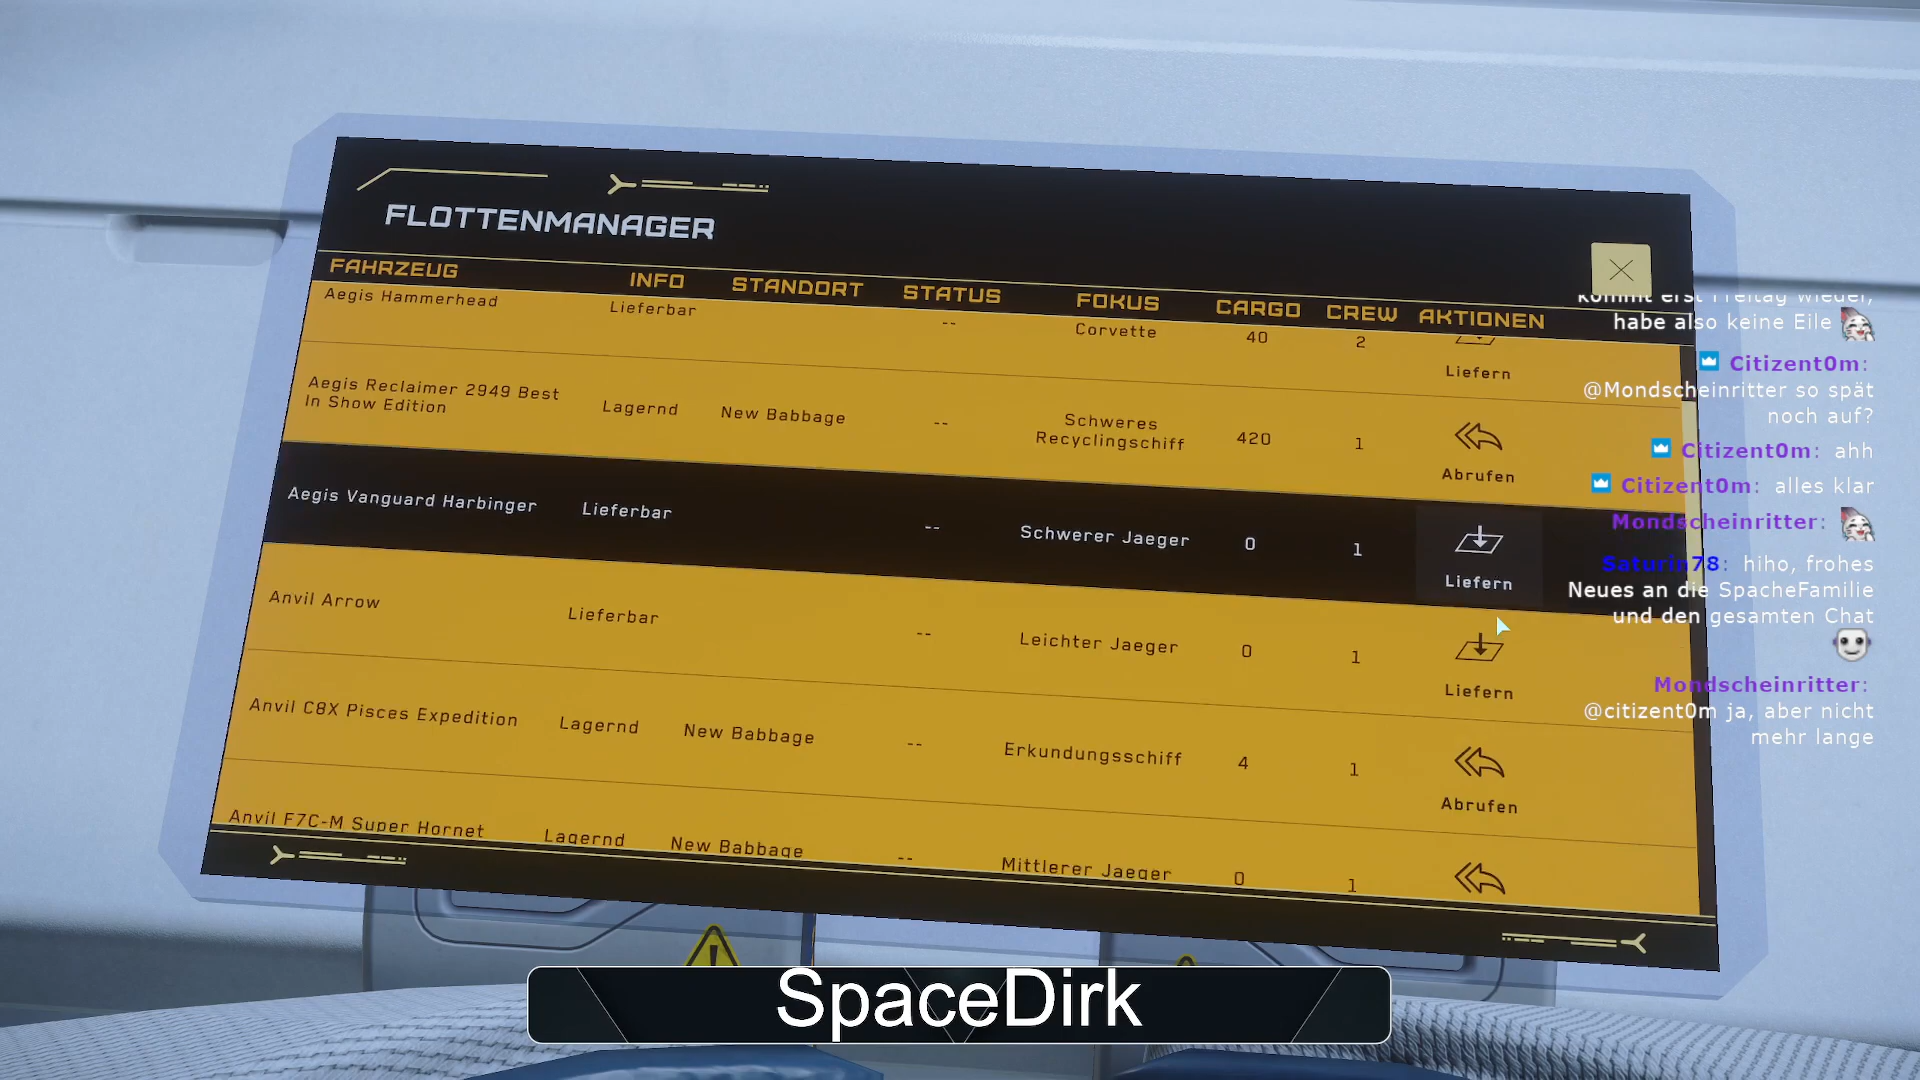 FLOTTENMANAGER
FAHRZEUG INFO STANDORT STATUS FOKUS CARGO CREW AKTIONEN
Aegis Hammerhead Lieferbar -- Corvette 40 2 Liefern
Aegis Reclaimer 2949 Best
In Show Edition Lagernd New Babbage -- Schweres
Recyclingschiff 420 1 Abrufen
Aegis Vanguard Harbinger Lieferbar -- Schwerer Jaeger 0 1 Liefern
Anvil Arrow Lieferbar -- Leichter Jaeger 0 1 Liefern
Anvil C8X Pisces Expedition Lagernd New Babbage -- Erkundungsschiff 4 1 Abrufen
Anvil F7C-M Super Hornet Lagernd New Babbage -- Mittlerer Jaeger 0 1
kommt erst Freitag wieder,
habe also keine Eile
Citizent0m:
@Mondscheinritter so spät
noch auf?
Citizent0m: ahh
Citizent0m: alles klar
Mondscheinritter:
Saturin78: hiho, frohes
Neues an die SpacheFamilie
und den gesamten Chat
Mondscheinritter:
@citizent0m ja, aber nicht
mehr lange
SpaceDirk